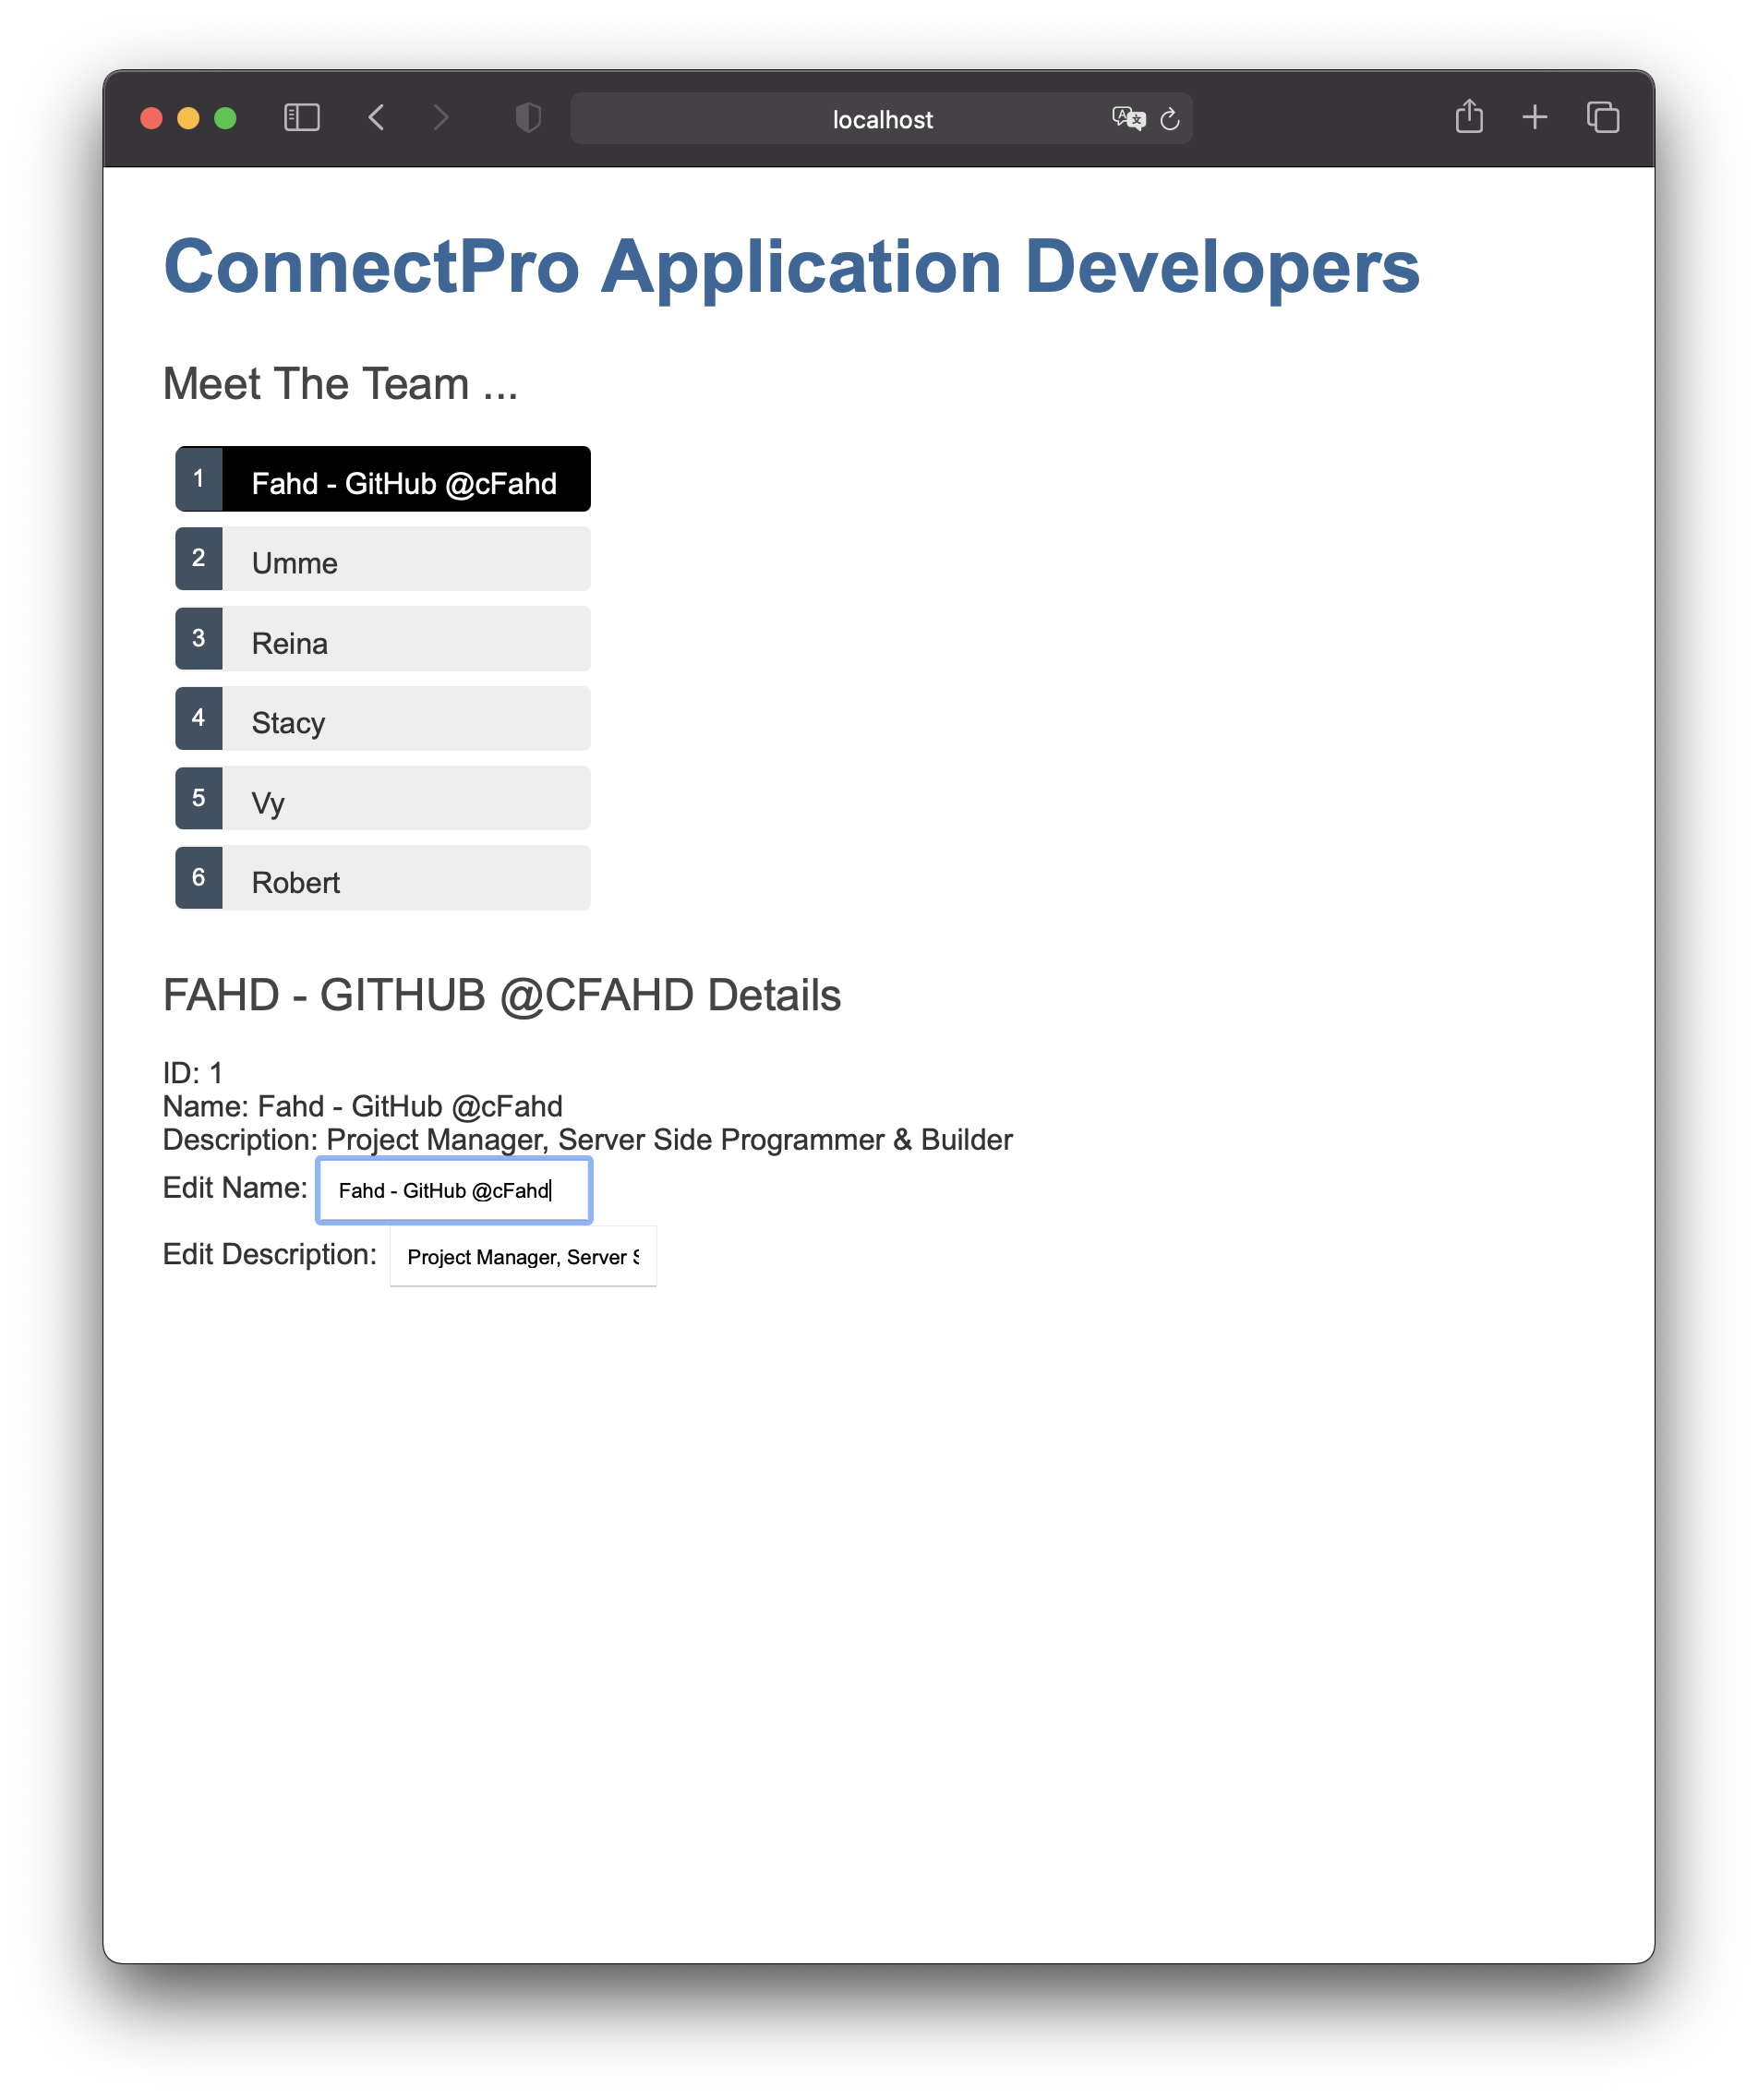 localhost
ConnectPro Application Developers
Meet The Team ...
1 Fahd - GitHub @cFahd
2 Umme
3 Reina
4 Stacy
5 Vy
6 Robert
FAHD - GITHUB @CFAHD Details
ID: 1
Name: Fahd - GitHub @cFahd
Description: Project Manager, Server Side Programmer & Builder
Edit Name: Fahd - GitHub @cFahd
Edit Description: Project Manager, Server S